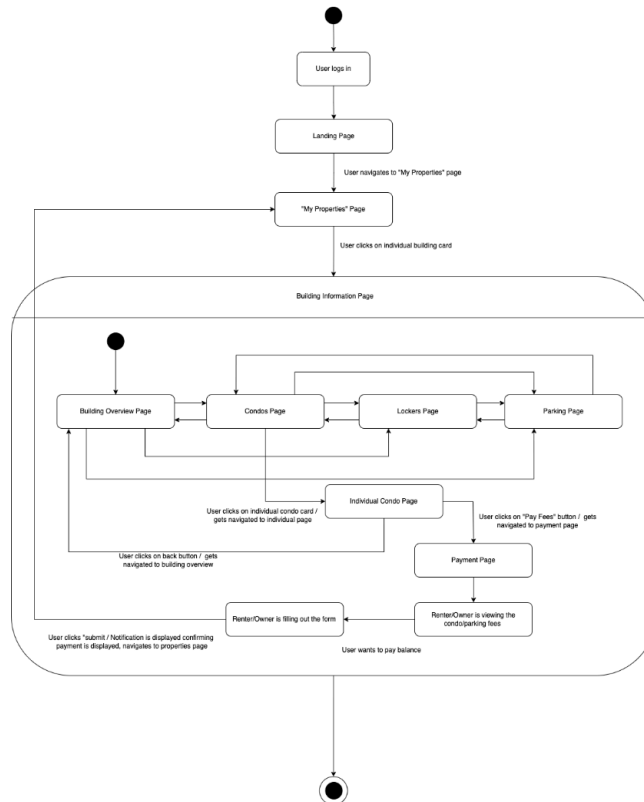 User logs in
Landing Page
User navigates to "My Properties" page
"My Properties" Page
User clicks on individual building card
Building Information Page
Building Overview Page
Condos Page
Lockers Page
Parking Page
User clicks on individual condo card /
gets navigated to individual page
Individual Condo Page
User clicks on "Pay Fees" button / gets
navigated to payment page
User clicks on back button / gets
navigated to building overview
Payment Page
Renter/Owner is filling out the form
Renter/Owner is viewing the
condo/parking fees
User clicks "submit / Notification is displayed confirming
payment is displayed, navigates to properties page
User wants to pay balance